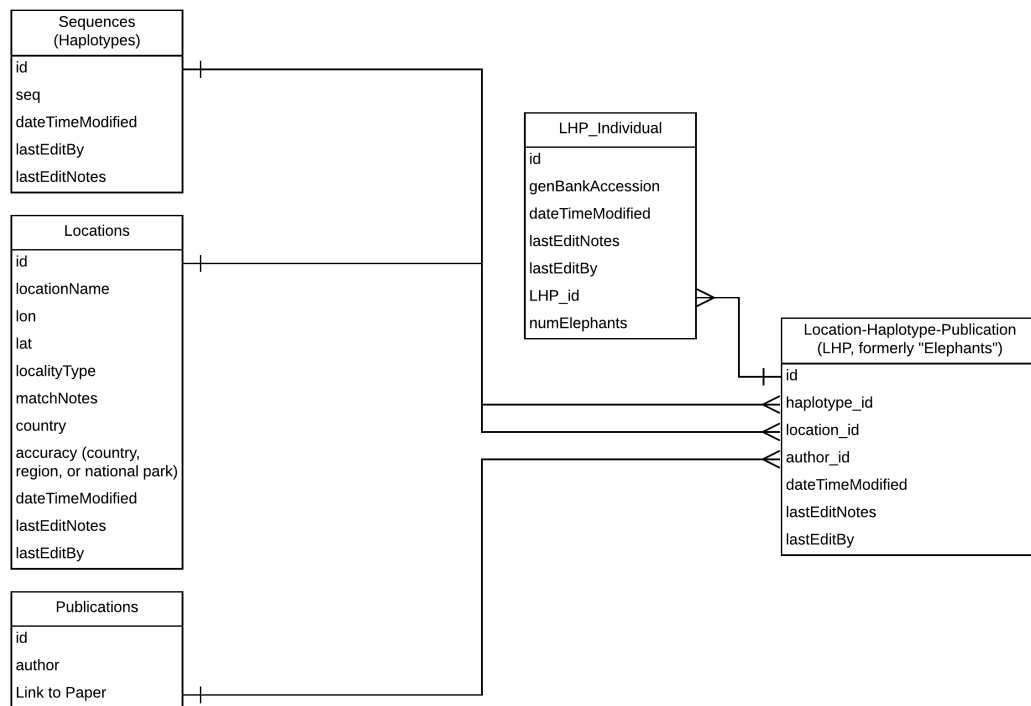 Sequences
(Haplotypes)
id
seq
dateTimeModified
lastEditBy
lastEditNotes
Locations
id
locationName
lon
lat
localityType
matchNotes
country
accuracy (country,
region, or national park)
dateTimeModified
lastEditNotes
lastEditBy
Publications
id
author
Link to Paper
LHP_Individual
id
genBankAccession
dateTimeModified
lastEditNotes
lastEditBy
LHP_id
numElephants
Location-Haplotype-Publication
(LHP, formerly "Elephants")
id
haplotype_id
location_id
author_id
dateTimeModified
lastEditNotes
lastEditBy